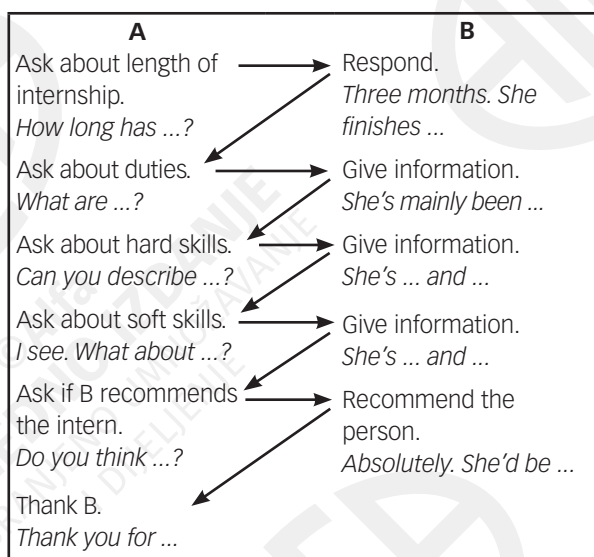 A
B
Ask about length of
internship.
How long has ...?
Respond.
Three months. She
finishes ...
Ask about duties.
What are ...?
Give information.
She's mainly been ...
Ask about hard skills.
Can you describe ...?
Give information.
She's ... and ...
Ask about soft skills.
I see. What about ...?
Give information.
She's ... and ...
Ask if B recommends
the intern.
Do you think ...?
Recommend the
person.
Absolutely. She'd be ...
Thank B.
Thank you for ...